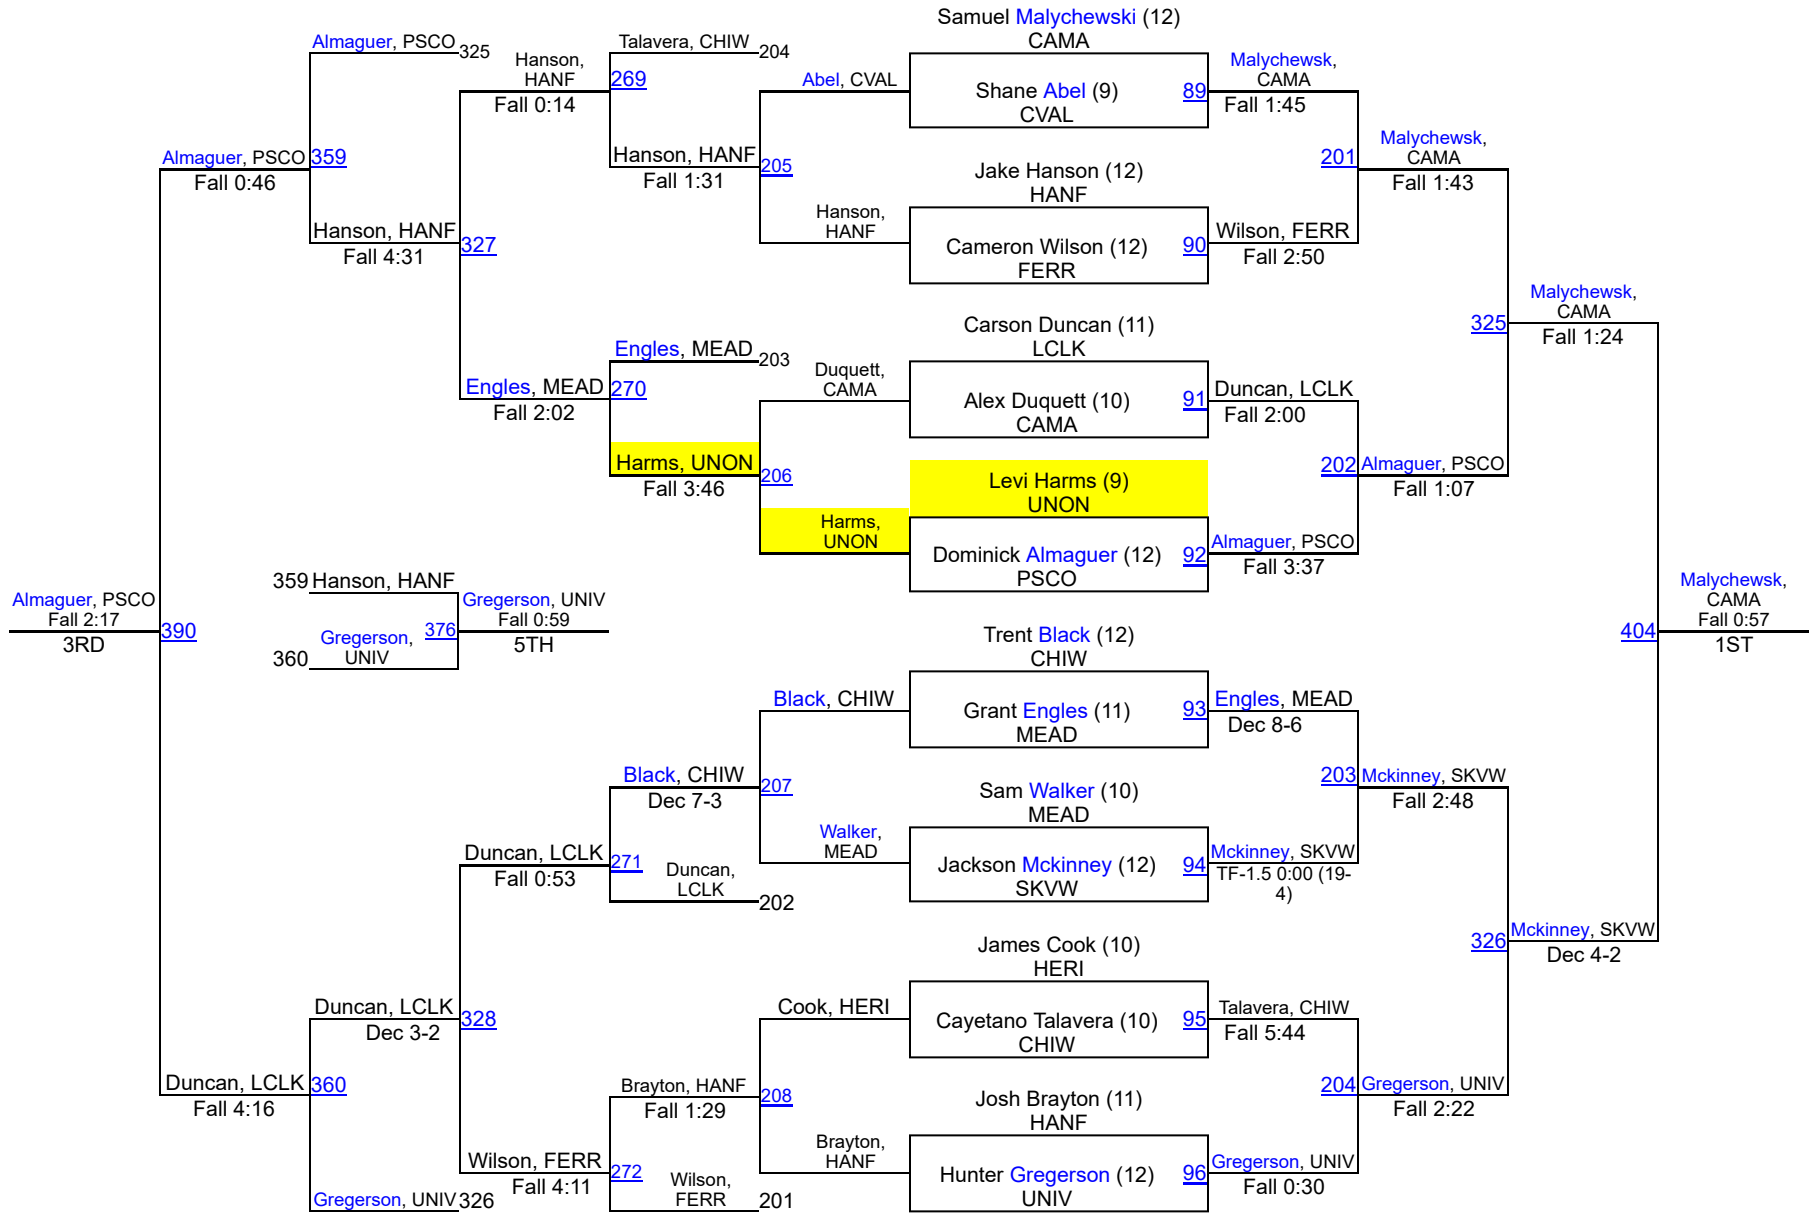 Samuel Malychewski (12)
CAMA
Almaguer, PSCO
325
Hanson,
HANF
Fall 0:14
Talavera, CHIW
204
269
Abel, CVAL
Shane Abel (9)
CVAL
89
Malychewsk,
CAMA
Fall 1:45
Almaguer, PSCO
Fall 0:46
359
Hanson, HANF
Fall 1:31
205
Jake Hanson (12)
HANF
201
Malychewsk,
CAMA
Fall 1:43
Hanson, HANF
Fall 4:31
327
Hanson,
HANF
Cameron Wilson (12)
FERR
90
Wilson, FERR
Fall 2:50
Carson Duncan (11)
LCLK
325
Malychewsk,
CAMA
Fall 1:24
Engles, MEAD
203
Engles, MEAD
Fall 2:02
270
Duquett,
CAMA
Alex Duquett (10)
CAMA
91
Duncan, LCLK
Fall 2:00
Harms, UNON
Fall 3:46
206
Levi Harms (9)
UNON
202
Almaguer, PSCO
Fall 1:07
Harms,
UNON
Dominick Almaguer (12)
PSCO
92
Almaguer, PSCO
Fall 3:37
Almaguer, PSCO
Fall 2:17
3RD
390
359
Hanson, HANF
360
Gregerson,
UNIV
376
Gregerson, UNIV
Fall 0:59
5TH
Trent Black (12)
CHIW
404
Malychewsk,
CAMA
Fall 0:57
1ST
Black, CHIW
Grant Engles (11)
MEAD
93
Engles, MEAD
Dec 8-6
Black, CHIW
Dec 7-3
207
Sam Walker (10)
MEAD
203
Mckinney, SKVW
Fall 2:48
Duncan, LCLK
Fall 0:53
271
Duncan,
LCLK
202
Walker,
MEAD
Jackson Mckinney (12)
SKVW
94
Mckinney, SKVW
TF-1.5 0:00 (19-
4)
James Cook (10)
HERI
326
Mckinney, SKVW
Dec 4-2
Duncan, LCLK
Dec 3-2
328
Cook, HERI
Cayetano Talavera (10)
CHIW
95
Talavera, CHIW
Fall 5:44
Duncan, LCLK
Fall 4:16
360
Brayton, HANF
Fall 1:29
208
Josh Brayton (11)
HANF
204
Gregerson, UNIV
Fall 2:22
Wilson, FERR
Fall 4:11
272
Brayton,
HANF
Hunter Gregerson (12)
UNIV
96
Gregerson, UNIV
Fall 0:30
Gregerson, UNIV
326
Wilson,
FERR
201